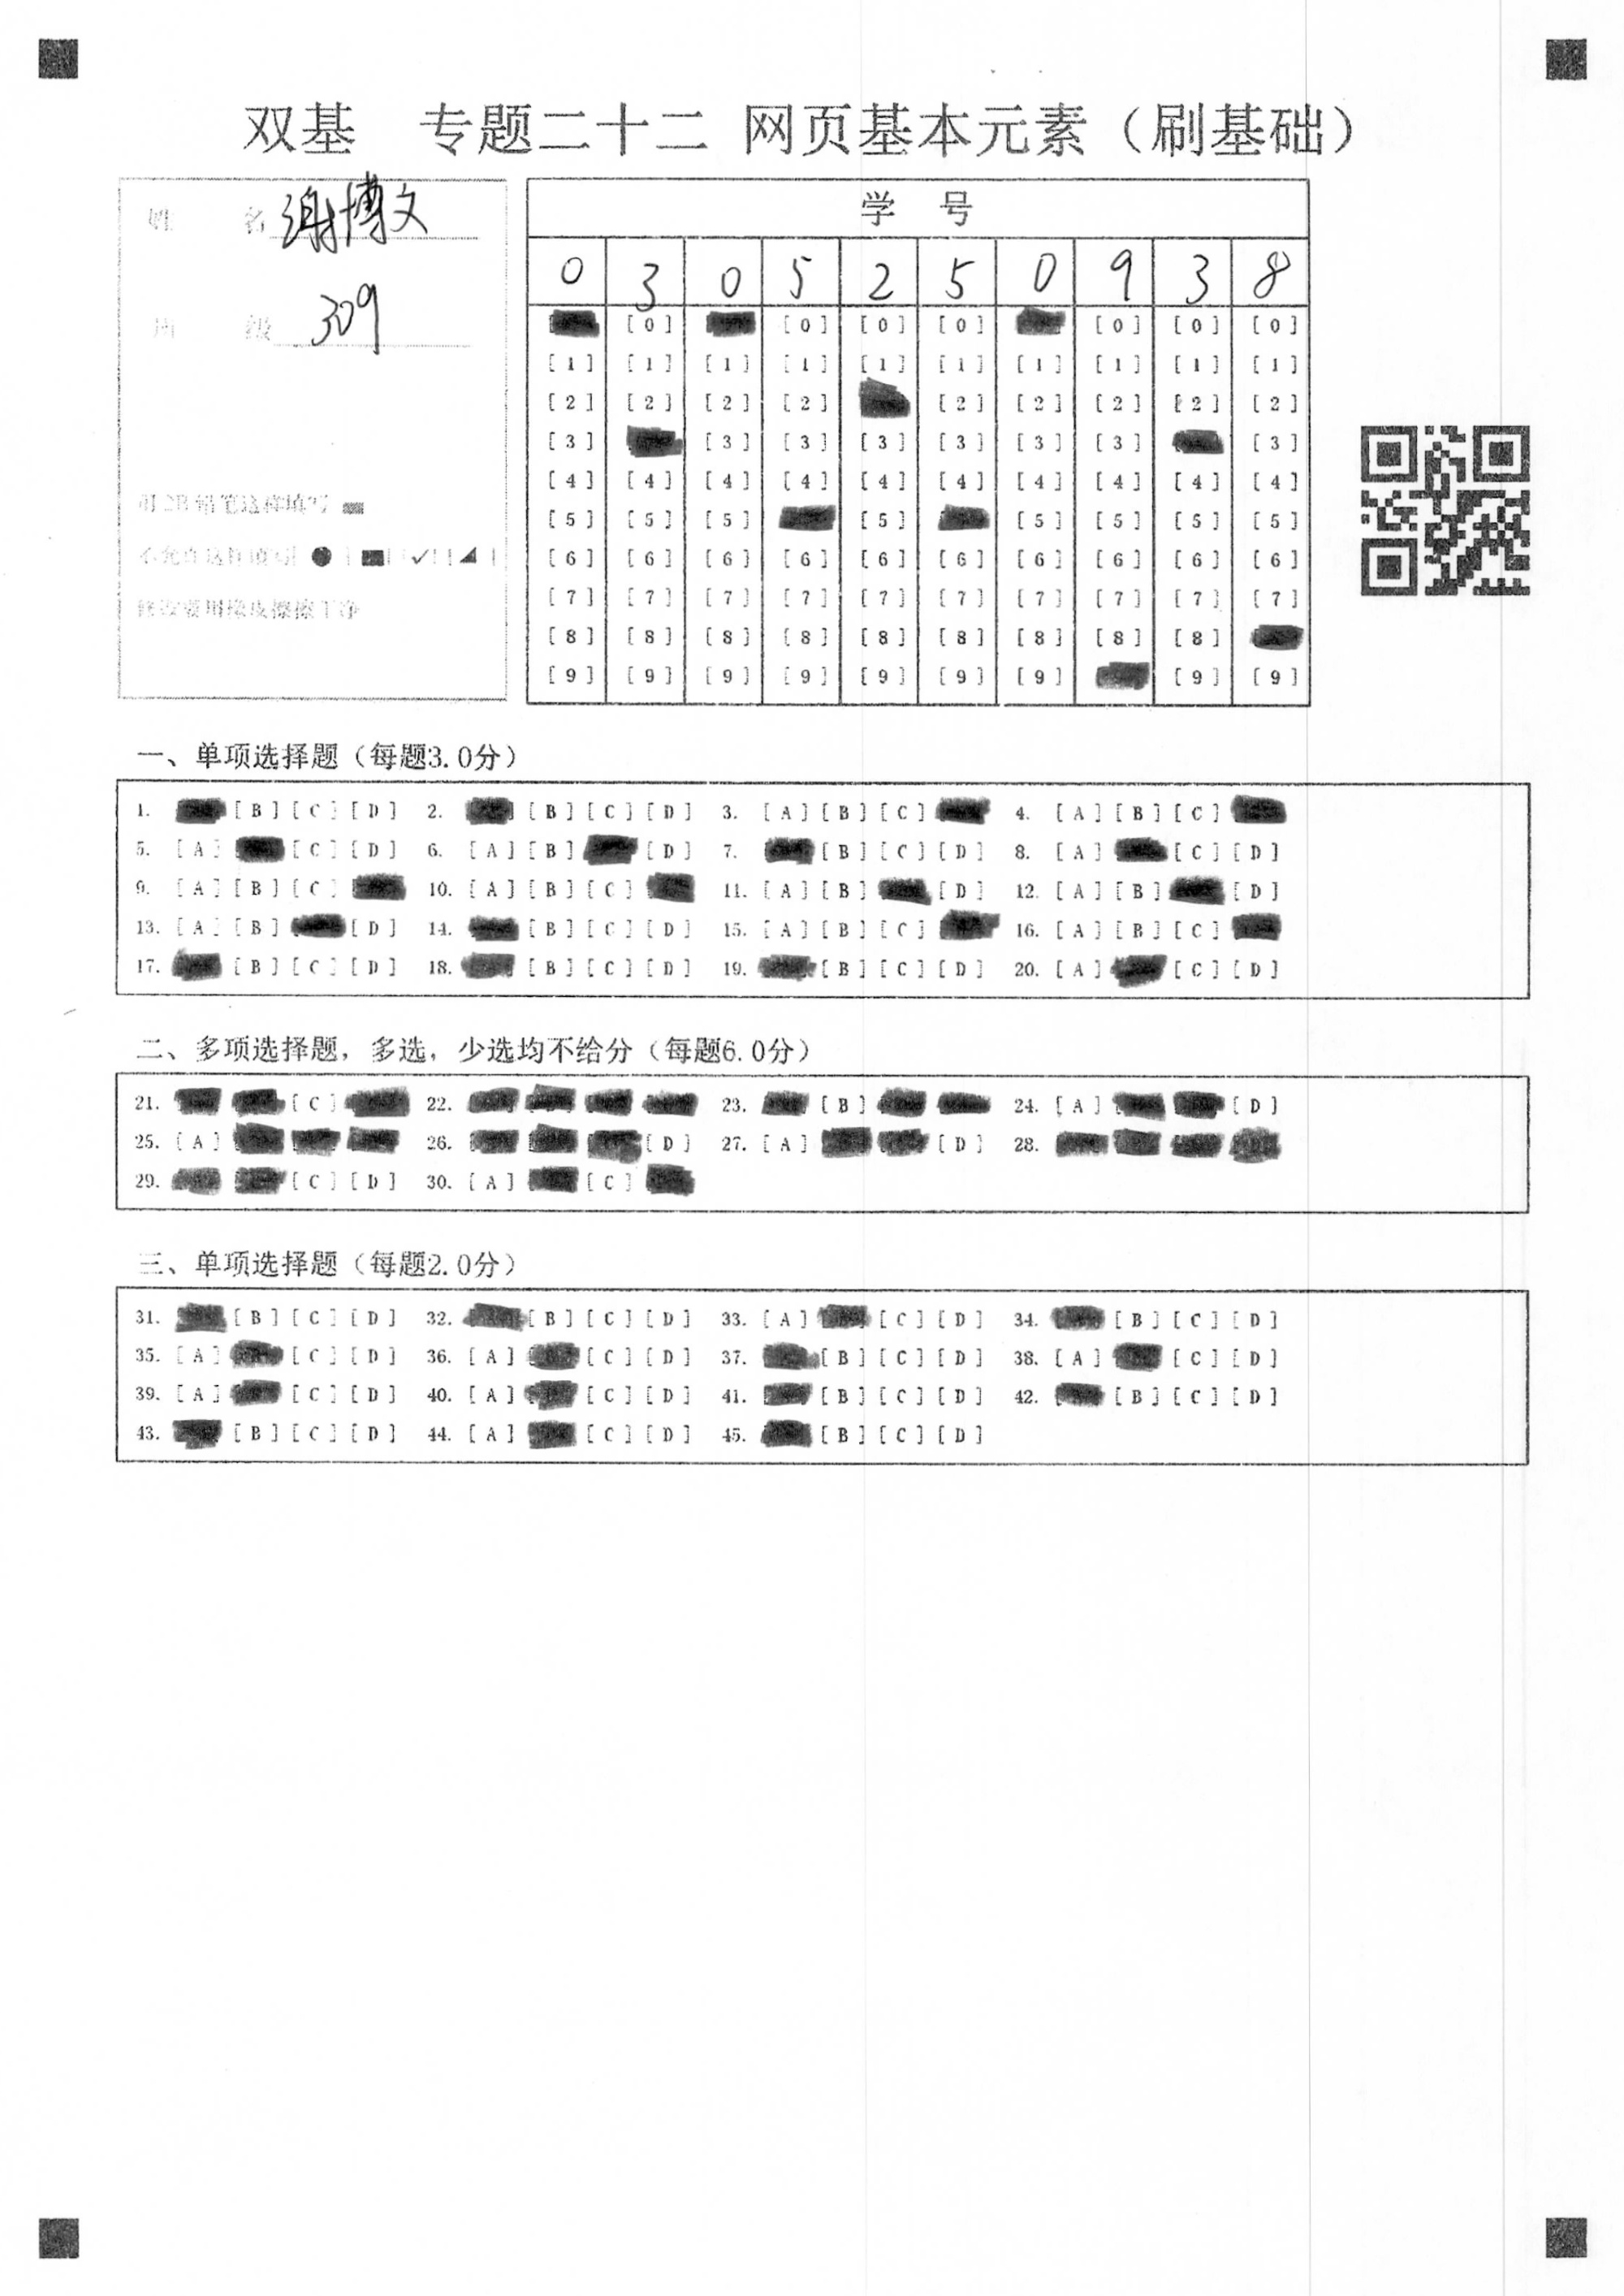 双基 专题二十二 网页基本元素（刷基础）
姓 名 谢博文
级 309
用2B铅笔这样填写
修改要用橡皮擦擦干净
学 号
0 3 0 5 2 5 0 9 3 8
[0] [0] [0] [0] [0] [0] [0]
[1] [1] [1] [1] [1] [1] [1] [1] [1] [1]
[2] [2] [2] [2] [2] [2] [2] [2] [2]
[3] [3] [3] [3] [3] [3] [3] [3]
[4] [4] [4] [4] [4] [4] [4] [4] [4] [4]
[5] [5] [5] [5] [5] [5] [5] [5]
[6] [6] [6] [6] [6] [6] [6] [6] [6] [6]
[7] [7] [7] [7] [7] [7] [7] [7] [7] [7]
[8] [8] [8] [8] [8] [8] [8] [8] [8]
[9] [9] [9] [9] [9] [9] [9] [9] [9]
一、单项选择题（每题3.0分）
1. [B] [C] [D] 2. [B] [C] [D] 3. [A] [B] [C] 4. [A] [B] [C]
5. [A] [C] [D] 6. [A] [B] [D] 7. [B] [C] [D] 8. [A] [C] [D]
9. [A] [B] [C] 10. [A] [B] [C] 11. [A] [B] [D] 12. [A] [B] [D]
13. [A] [B] [D] 14. [B] [C] [D] 15. [A] [B] [C] 16. [A] [B] [C]
17. [B] [C] [D] 18. [B] [C] [D] 19. [B] [C] [D] 20. [A] [C] [D]
二、多项选择题，多选，少选均不给分（每题6.0分）
21. [C] 22. 23. [B] 24. [A] [D]
25. [A] 26. [D] 27. [A] [D] 28.
29. [C] [D] 30. [A] [C]
三、单项选择题（每题2.0分）
31. [B] [C] [D] 32. [B] [C] [D] 33. [A] [C] [D] 34. [B] [C] [D]
35. [A] [C] [D] 36. [A] [C] [D] 37. [B] [C] [D] 38. [A] [C] [D]
39. [A] [C] [D] 40. [A] [C] [D] 41. [B] [C] [D] 42. [B] [C] [D]
43. [B] [C] [D] 44. [A] [C] [D] 45. [B] [C] [D]